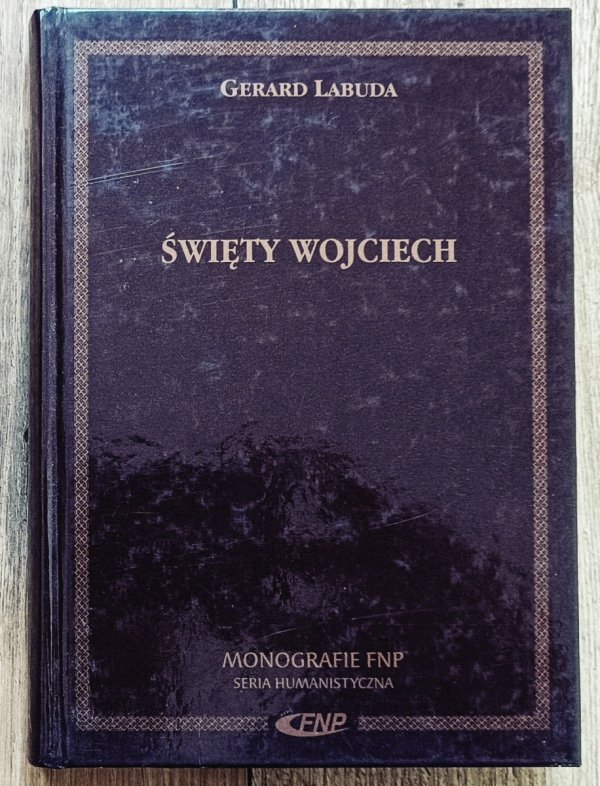 GERARD LABUDA
ŚWIĘTY WOJCIECH
MONOGRAFIE FNP
SERIA HUMANISTYCZNA
FNP